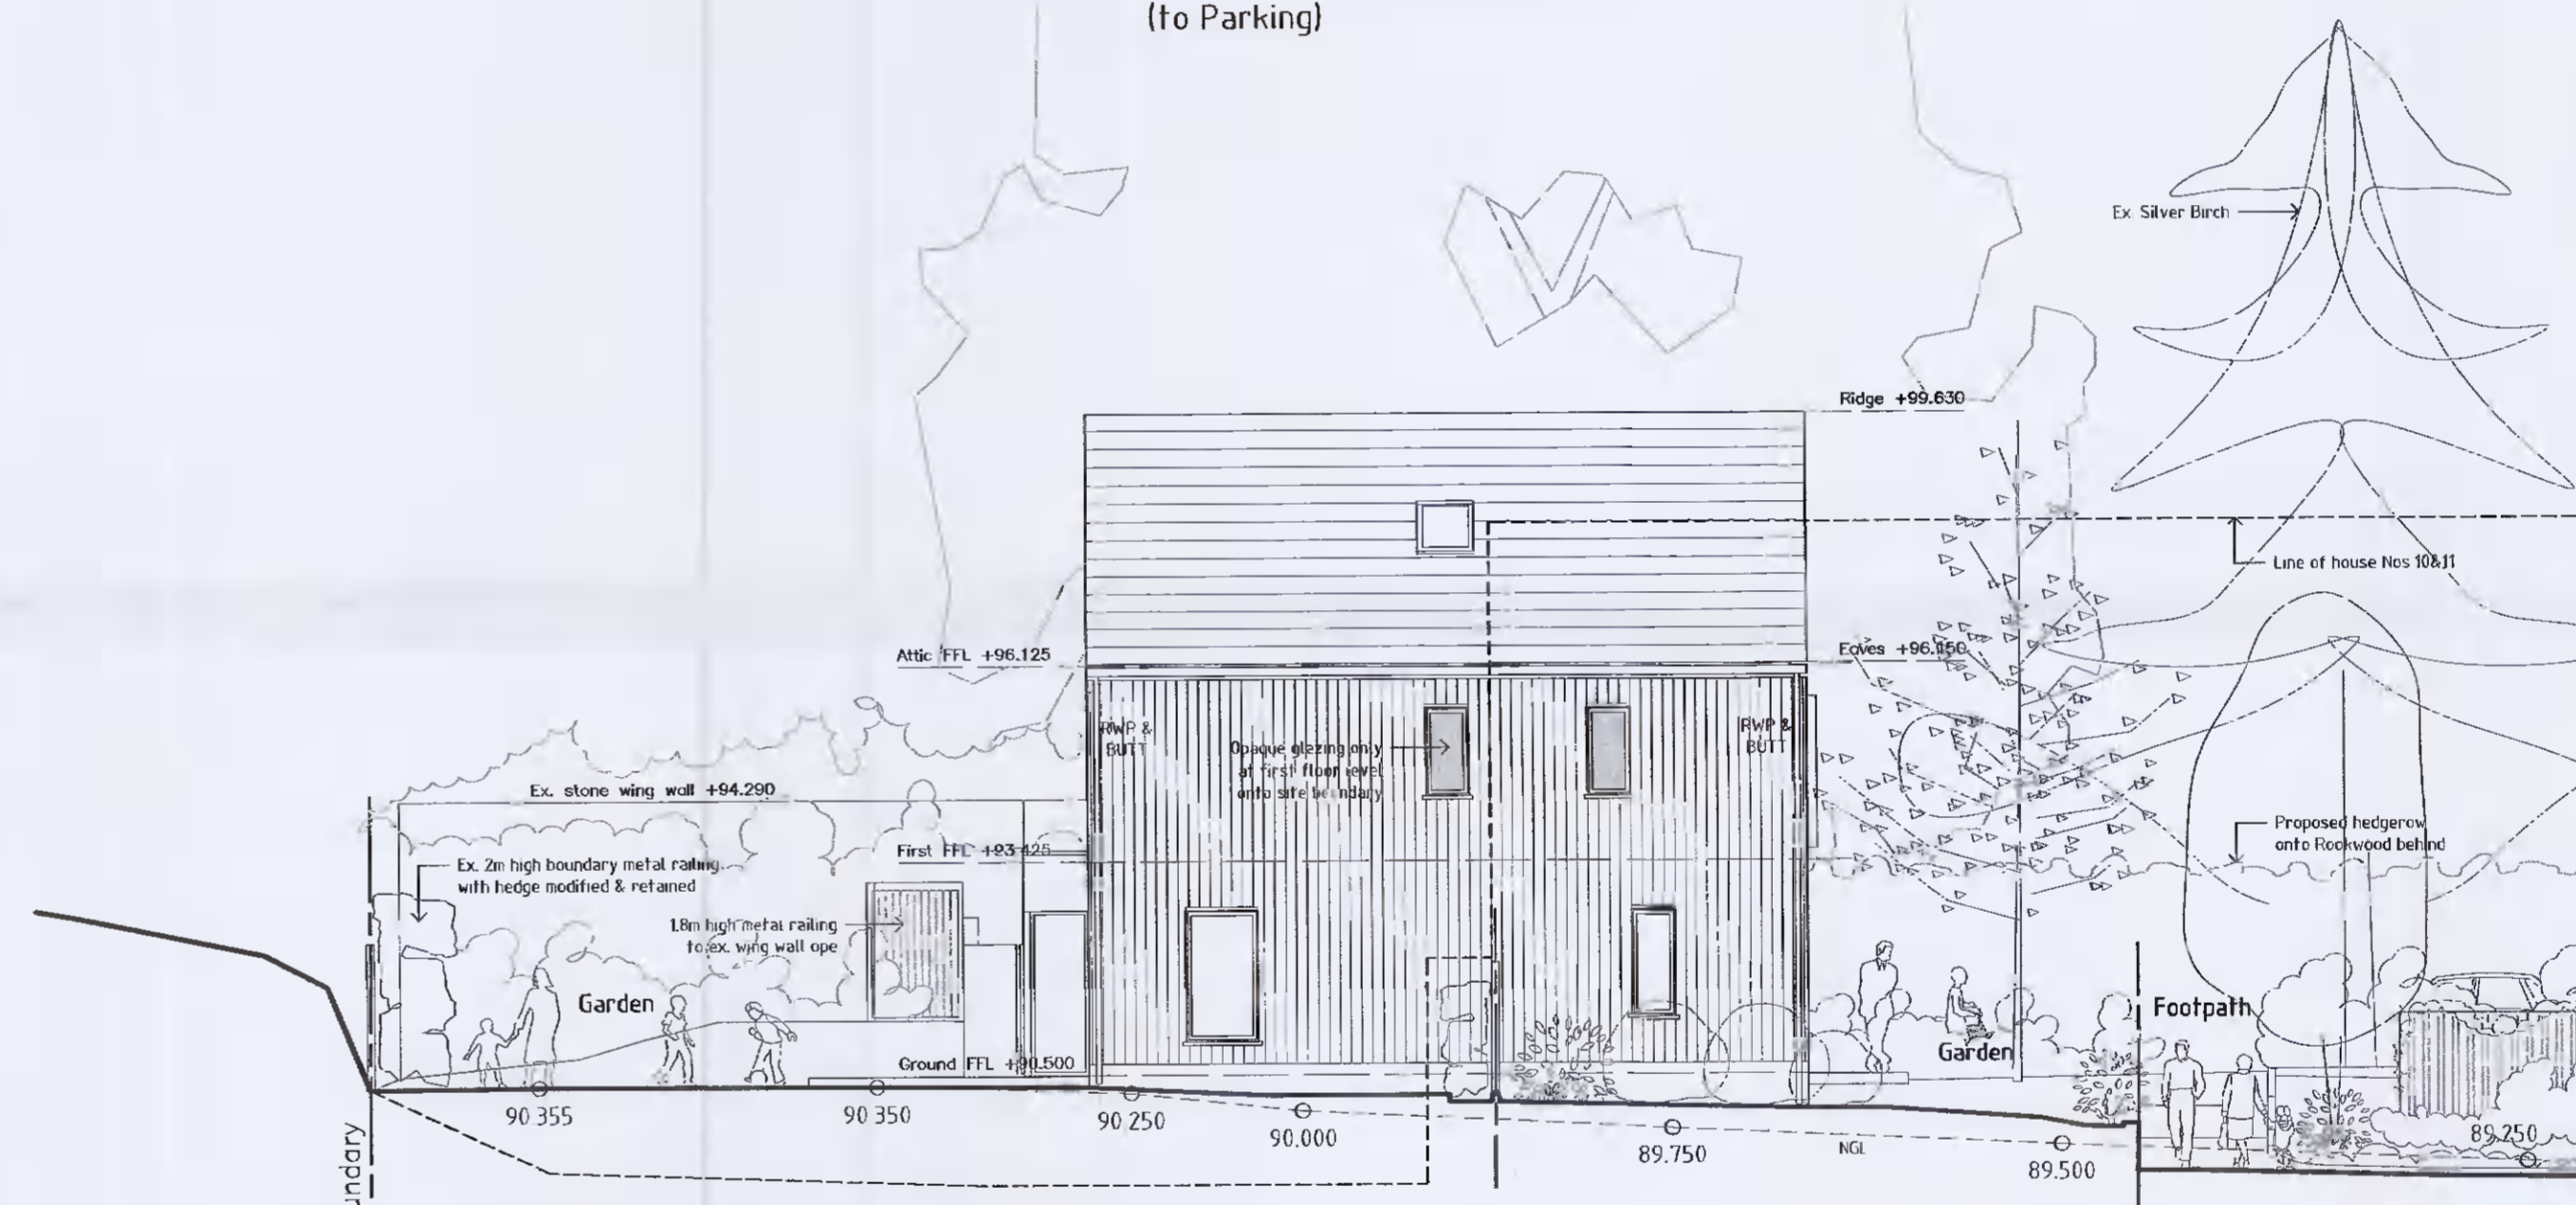 (to Parking)
Ex. Silver Birch
Ridge +99.630
Line of house Nos 10&11
Attic FFL +96.125
Eaves +96.150
RWP &
BUTT
Opaque glazing only
at first floor level
onto site boundary
RWP &
BUTT
Ex. stone wing wall +94.290
First FFL +93.425
Proposed hedgerow
onto Rookwood behind
Ex. 2m high boundary metal railing
with hedge modified & retained
1.8m high metal railing
to ex. wing wall ope
Garden
Footpath
Garden
Ground FFL +90.500
90.355
90.350
90.250
90.000
89.750
NGL
89.500
89.250
undary